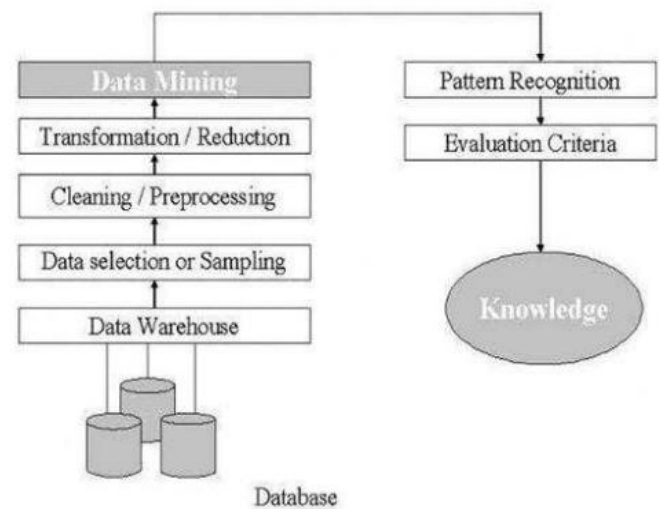 Data Mining
Transformation / Reduction
Cleaning / Preprocessing
Data selection or Sampling
Data Warehouse
Database
Pattern Recognition
Evaluation Criteria
Knowledge